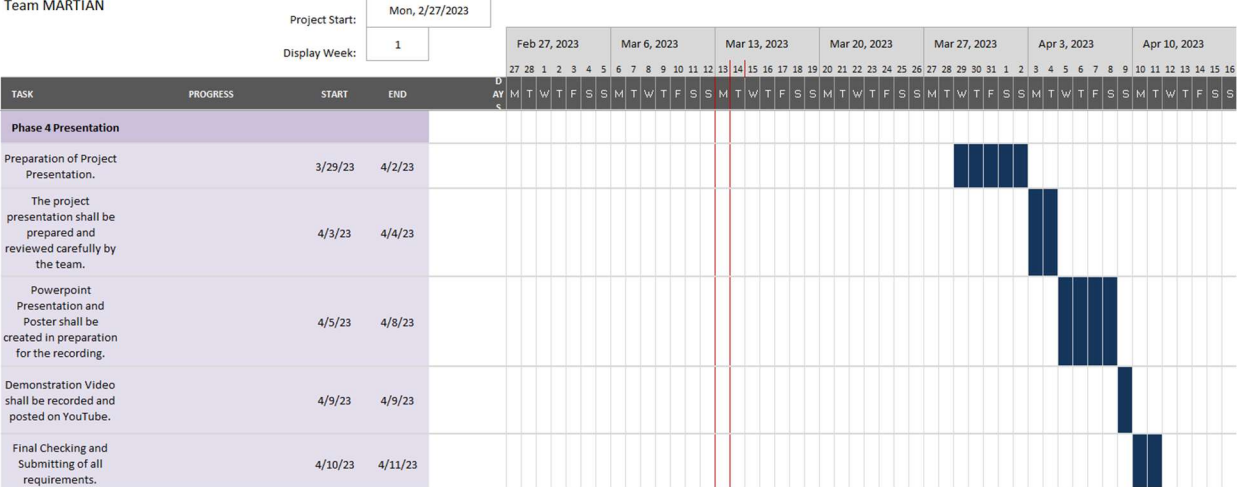 Team MARTIAN
Project Start: Mon, 2/27/2023
Display Week: 1
Feb 27, 2023 Mar 6, 2023 Mar 13, 2023 Mar 20, 2023 Mar 27, 2023 Apr 3, 2023 Apr 10, 2023
27 28 1 2 3 4 5 6 7 8 9 10 11 12 13 14 15 16 17 18 19 20 21 22 23 24 25 26 27 28 29 30 31 1 2 3 4 5 6 7 8 9 10 11 12 13 14 15 16
TASK PROGRESS START END DAYS M T W T F S S M T W T F S S M T W T F S S M T W T F S S M T W T F S S M T W T F S S M T W T F S S
Phase 4 Presentation
Preparation of Project
Presentation. 3/29/23 4/2/23
The project
presentation shall be
prepared and 4/3/23 4/4/23
reviewed carefully by
the team.
Powerpoint
Presentation and
Poster shall be 4/5/23 4/8/23
created in preparation
for the recording.
Demonstration Video
shall be recorded and 4/9/23 4/9/23
posted on YouTube.
Final Checking and
Submitting of all 4/10/23 4/11/23
requirements.